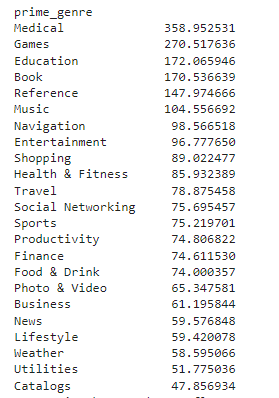 prime_genre
Medical 358.952531
Games 270.517636
Education 172.065946
Book 170.536639
Reference 147.974666
Music 104.556692
Navigation 98.566518
Entertainment 96.777650
Shopping 89.022477
Health & Fitness 85.932389
Travel 78.875458
Social Networking 75.695457
Sports 75.219701
Productivity 74.806822
Finance 74.611530
Food & Drink 74.000357
Photo & Video 65.347581
Business 61.195844
News 59.576848
Lifestyle 59.420078
Weather 58.595066
Utilities 51.775036
Catalogs 47.856934